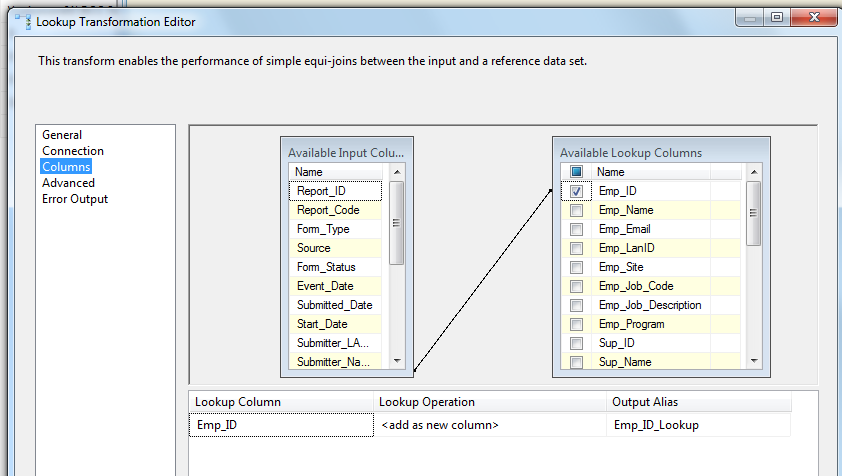 Lookup Transformation Editor
This transform enables the performance of simple equi-joins between the input and a reference data set.
General
Connection
Columns
Advanced
Error Output
Available Input Colu...
Name
Report_ID
Report_Code
Form_Type
Source
Form_Status
Event_Date
Submitted_Date
Start_Date
Submitter_LA...
Submitter_Na...
Available Lookup Columns
Name
Emp_ID
Emp_Name
Emp_Email
Emp_LanID
Emp_Site
Emp_Job_Code
Emp_Job_Description
Emp_Program
Sup_ID
Sup_Name
Lookup Column Lookup Operation Output Alias
Emp_ID <add as new column> Emp_ID_Lookup